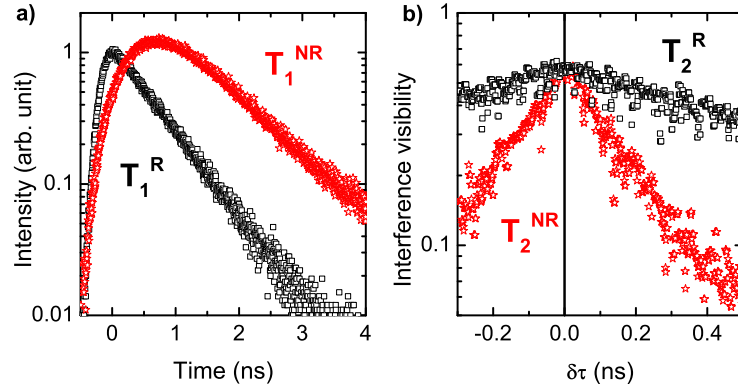 a)
Intensity (arb. unit)
1
0.1
0.01
T₁ᴺᴿ
T₁ᴿ
0 1 2 3 4
Time (ns)
b)
Interference visibility
1
0.1
T₂ᴿ
T₂ᴺᴿ
-0.2 0.0 0.2 0.4
δτ (ns)